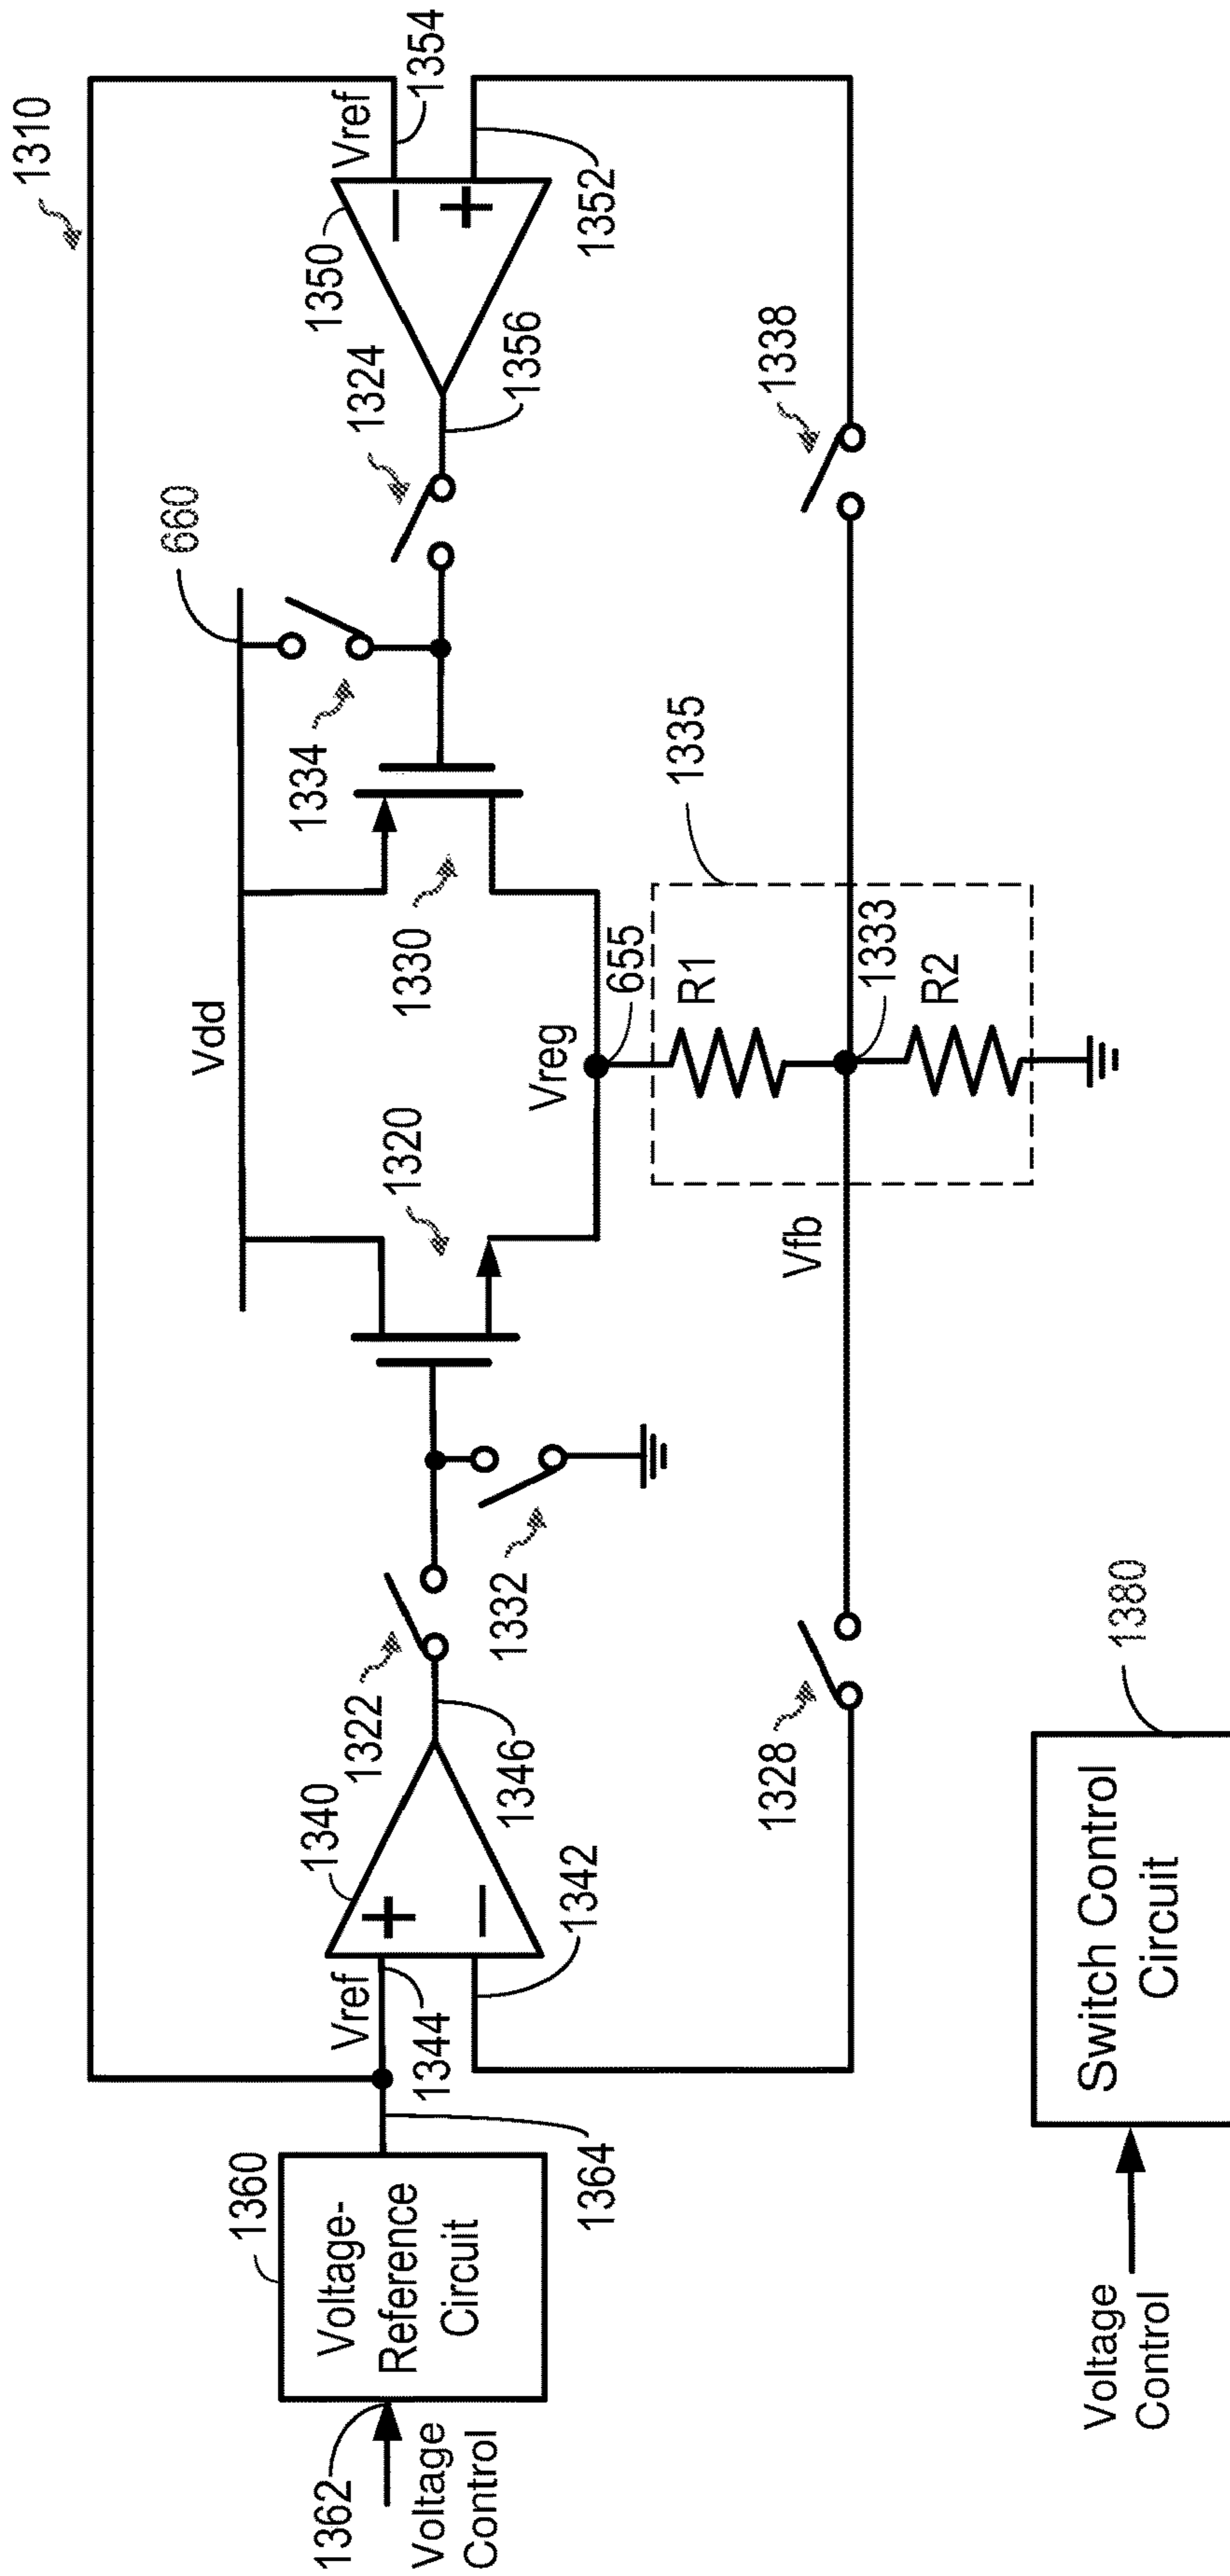 1310
Vref
1354
1350
1352
1324
1356
660
1334
1338
Vdd
1330
1335
655
R1
1333
R2
Vreg
1320
Vfb
1322
1332
1346
1328
1340
1342
Vref
1344
1360
Voltage-
Reference
Circuit
1364
1362
Voltage
Control
1380
Switch Control
Circuit
Voltage
Control